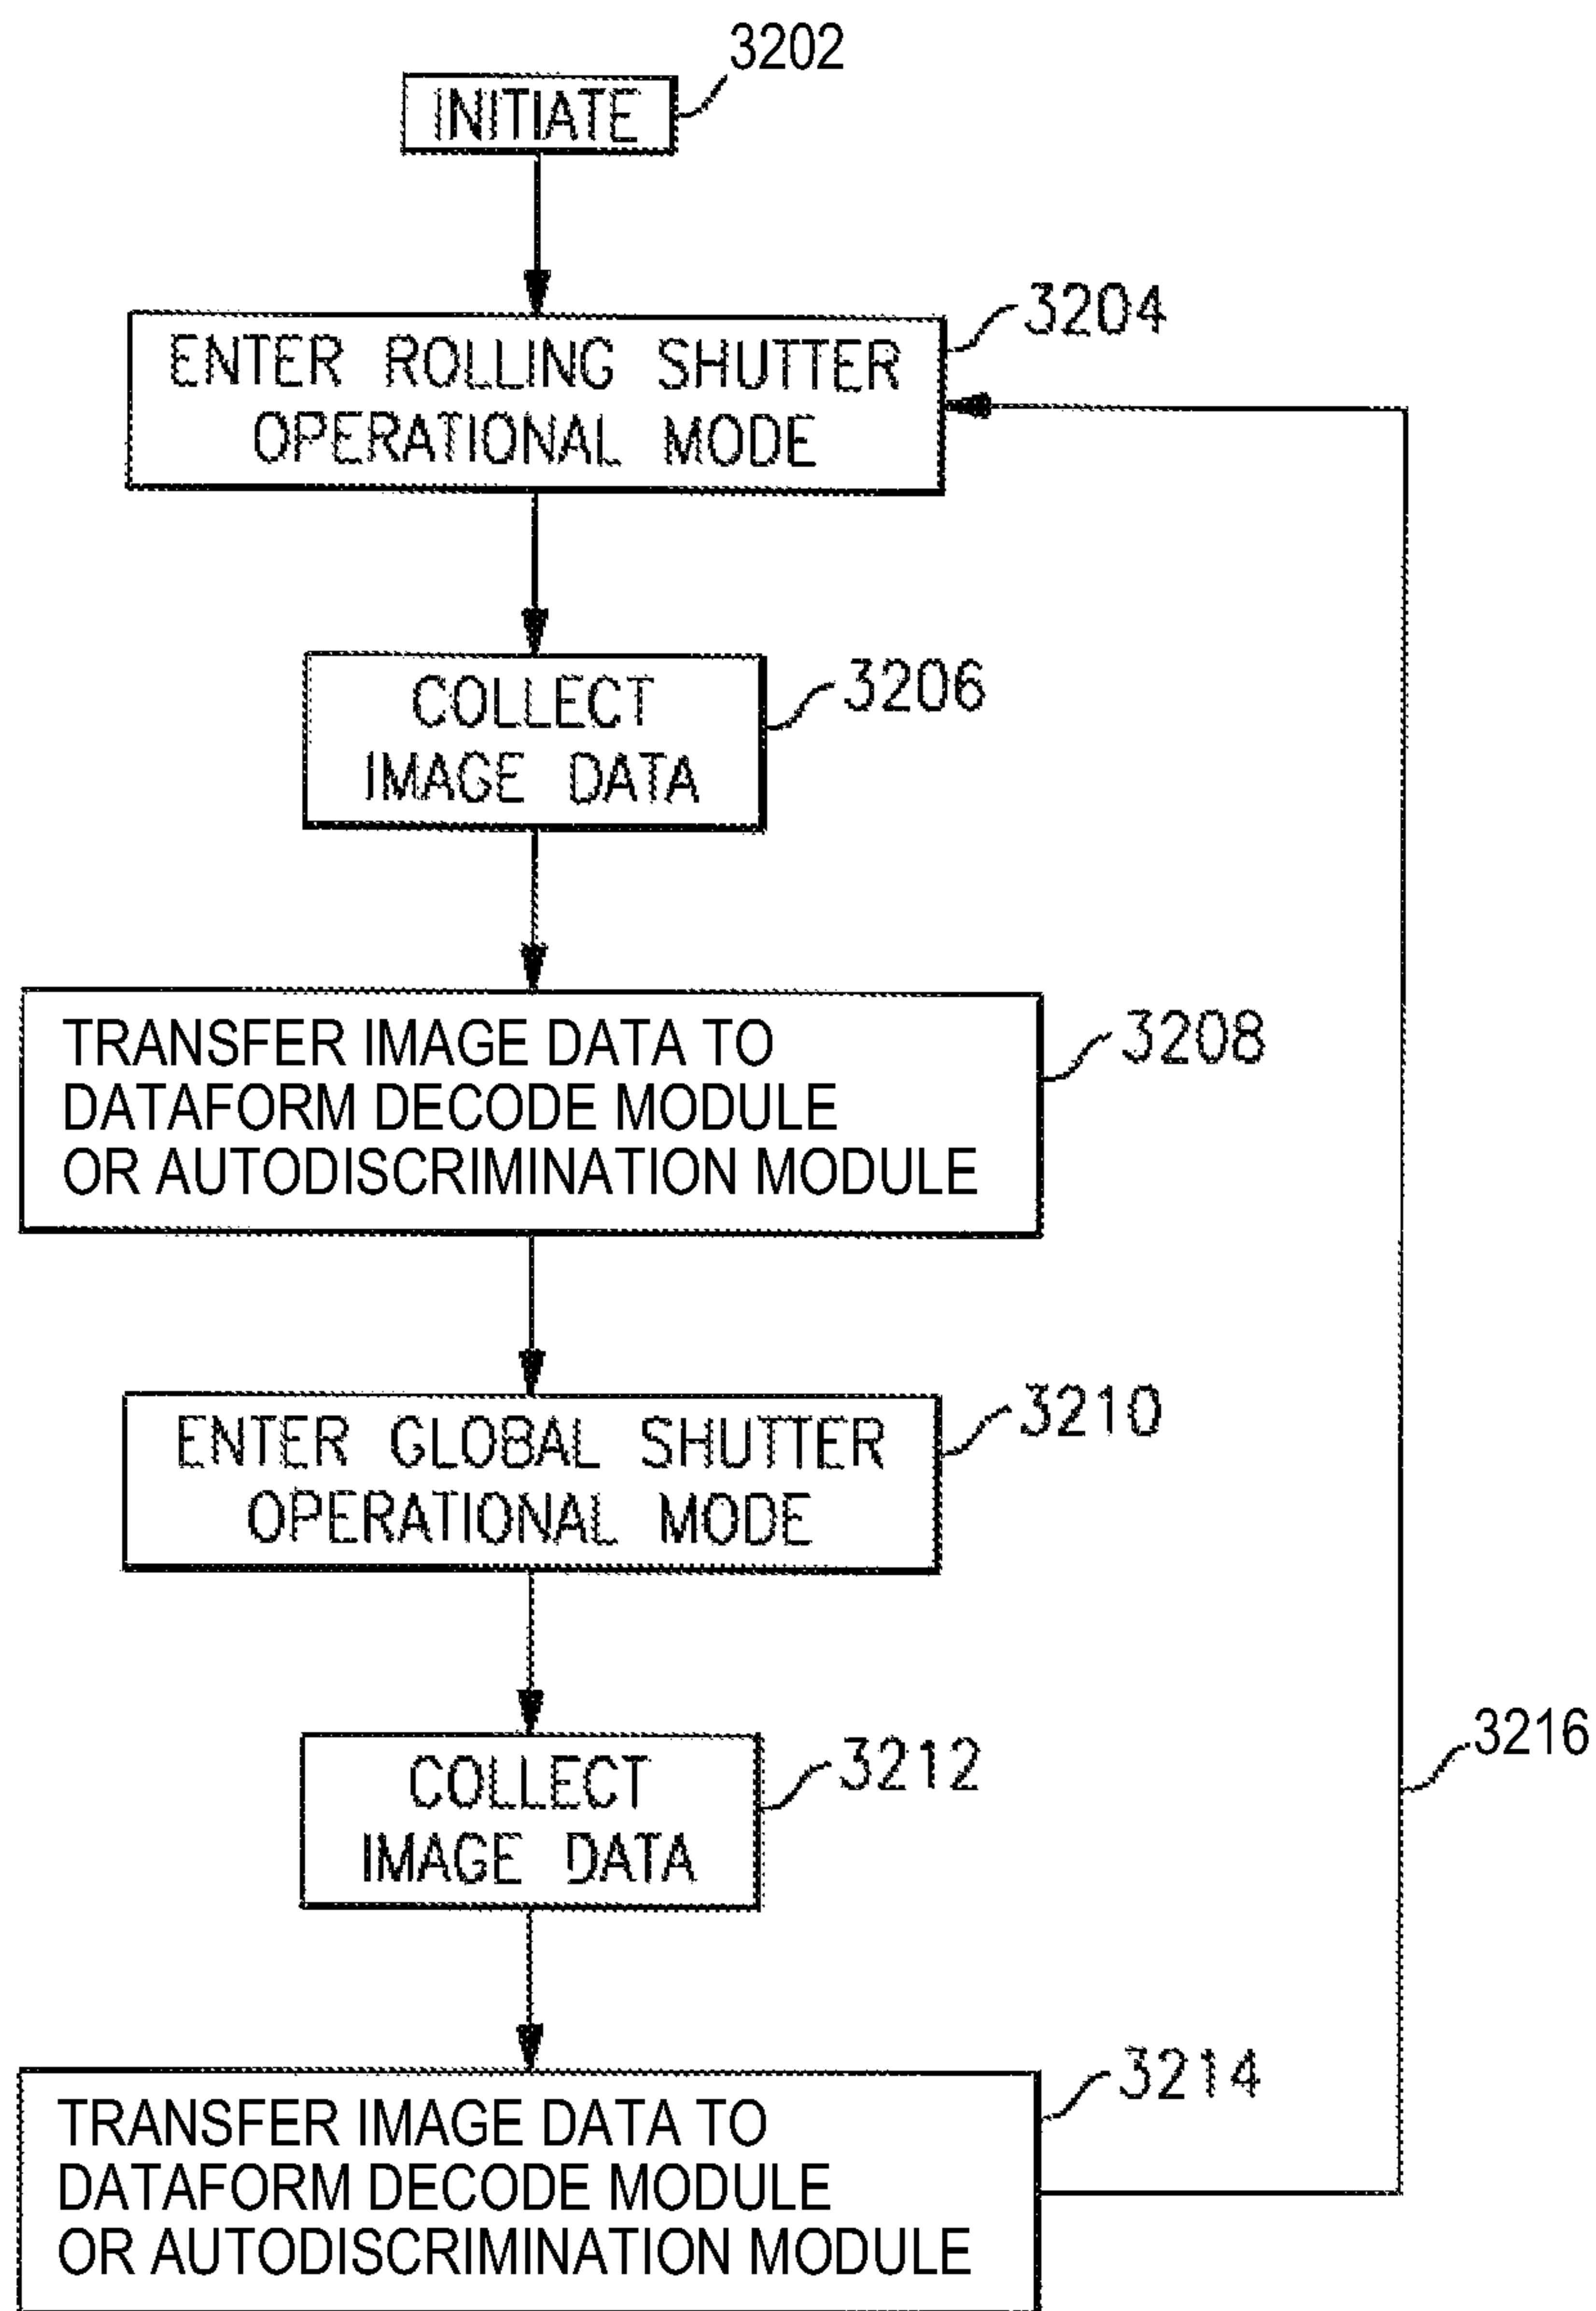 3202
INITIATE
3204
ENTER ROLLING SHUTTER
OPERATIONAL MODE
3206
COLLECT
IMAGE DATA
3208
TRANSFER IMAGE DATA TO
DATAFORM DECODE MODULE
OR AUTODISCRIMINATION MODULE
3210
ENTER GLOBAL SHUTTER
OPERATIONAL MODE
3212
COLLECT
IMAGE DATA
3216
3214
TRANSFER IMAGE DATA TO
DATAFORM DECODE MODULE
OR AUTODISCRIMINATION MODULE